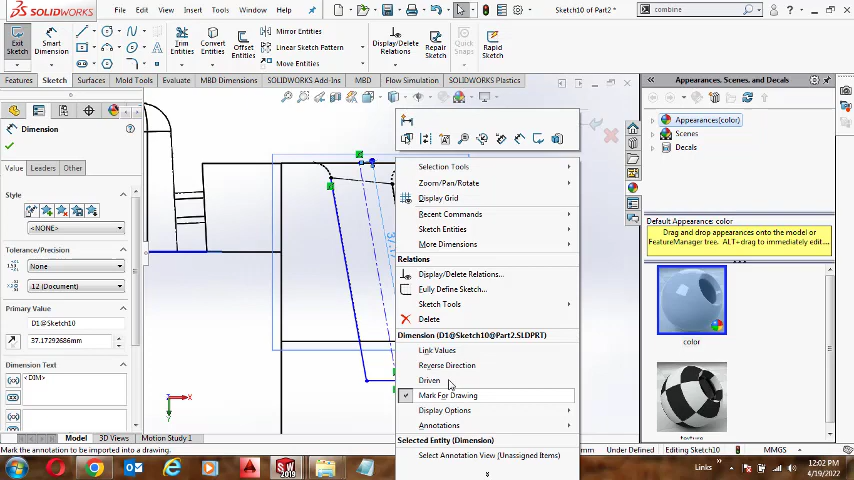 SOLIDWORKS
File Edit View Insert Tools Window
Sketch10 of Part2 *
combine
Exit Sketch
Smart Dimension
Trim Entities
Convert Entities
Offset Entities
Mirror Entities
Linear Sketch Pattern
Move Entities
Display/Delete Relations
Repair Sketch
Quick Snaps
Rapid Sketch
Features Sketch Surfaces Mold Tools Evaluate MBD Dimensions SOLIDWORKS Add-Ins MBD Flow Simulation SOLIDWORKS Plastics
Appearances, Scenes, and Decals
Dimension
Value Leaders Other
Style
<NONE>
Tolerance/Precision
None
.12 (Document)
Primary Value
D1@Sketch10
37.17292686mm
Dimension Text
<DIM>
Selection Tools
Zoom/Pan/Rotate
Display Grid
Recent Commands
Sketch Entities
More Dimensions
Relations
Display/Delete Relations...
Fully Define Sketch...
Sketch Tools
Delete
Dimension (D1@Sketch10@Part2.SLDPRT)
Link Values
Reverse Direction
Driven
Mark For Drawing
Display Options
Annotations
Selected Entity (Dimension)
Select Annotation View (Unassigned Items)
Appearances(color)
Scenes
Decals
Default Appearance: color
Drag and drop appearances onto the model
or FeatureManager tree. ALT+drag to
immediately edit...
color
Model 3D Views Motion Study 1
Mark the annotation to be imported into a drawing.
Editing Sketch10 MMGS
SW
2019
Links
12:02 PM
4/19/2022